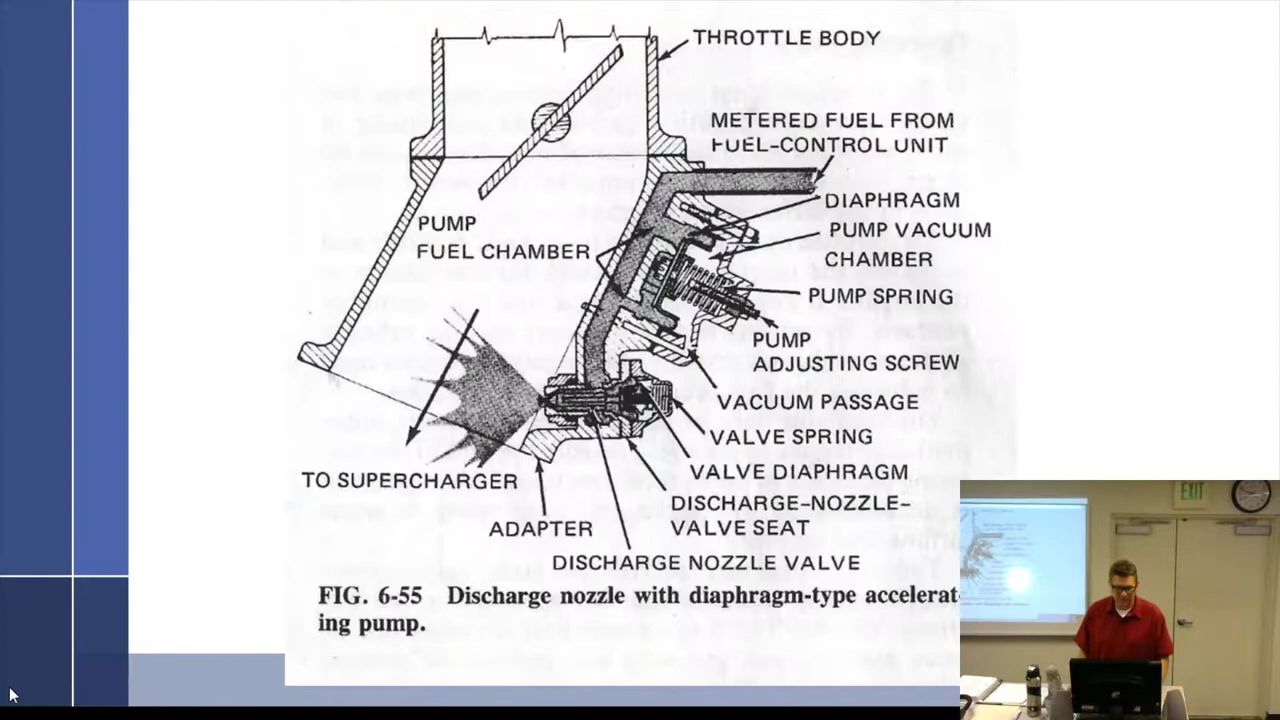 THROTTLE BODY
METERED FUEL FROM
FUEL-CONTROL UNIT
DIAPHRAGM
PUMP VACUUM
CHAMBER
PUMP
FUEL CHAMBER
PUMP SPRING
PUMP
ADJUSTING SCREW
VACUUM PASSAGE
VALVE SPRING
VALVE DIAPHRAGM
TO SUPERCHARGER
DISCHARGE-NOZZLE-
VALVE SEAT
ADAPTER
DISCHARGE NOZZLE VALVE
FIG. 6-55 Discharge nozzle with diaphragm-type accelerat-
ing pump.
EXIT